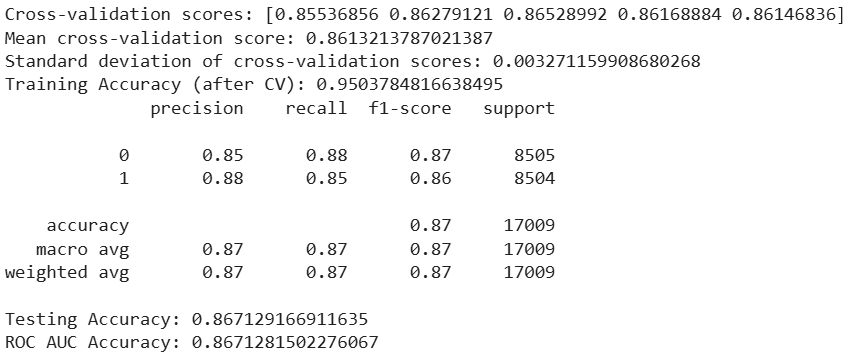 Cross-validation scores: [0.85536856 0.86279121 0.86528992 0.86168884 0.86146836]
Mean cross-validation score: 0.8613213787021387
Standard deviation of cross-validation scores: 0.003271159908680268
Training Accuracy (after CV): 0.9503784816638495
precision recall f1-score support
0 0.85 0.88 0.87 8505
1 0.88 0.85 0.86 8504
accuracy 0.87 17009
macro avg 0.87 0.87 0.87 17009
weighted avg 0.87 0.87 0.87 17009
Testing Accuracy: 0.867129166911635
ROC AUC Accuracy: 0.8671281502276067